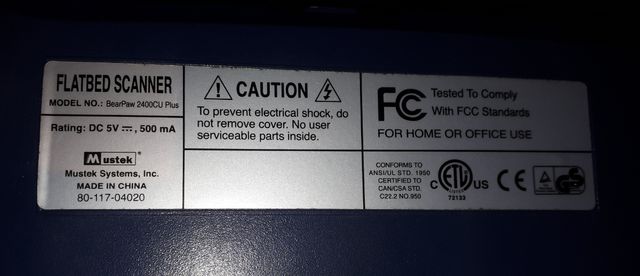 FLATBED SCANNER
MODEL NO.: BearPaw 2400CU Plus
Rating: DC 5V ⎓, 500 mA
Mustek®
Mustek Systems, Inc.
MADE IN CHINA
80-117-04020
CAUTION
To prevent electrical shock, do
not remove cover. No user
serviceable parts inside.
FC Tested To Comply
With FCC Standards
FOR HOME OR OFFICE USE
CONFORMS TO
ANSI/UL STD. 1950
CERTIFIED TO
CAN/CSA STD.
C22.2 NO.950
C ETL US
LISTED
72133
CE